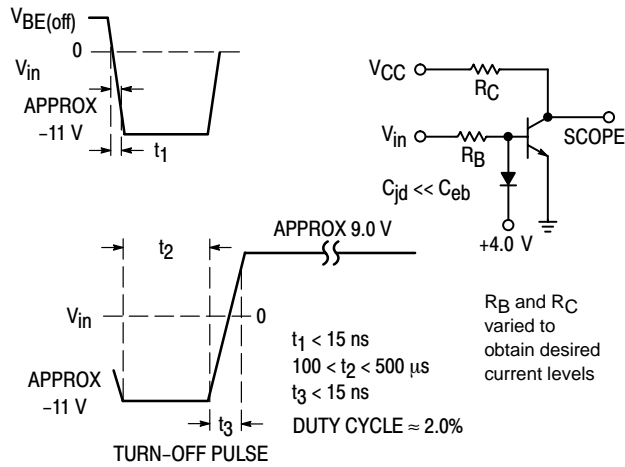 VBE(off)
0
Vin
APPROX
−11 V
t1
VCC
RC
Vin
RB
SCOPE
Cjd << Ceb
+4.0 V
APPROX 9.0 V
t2
Vin
0
APPROX
−11 V
t3
TURN−OFF PULSE
t1 < 15 ns
100 < t2 < 500 μs
t3 < 15 ns
DUTY CYCLE ≈ 2.0%
RB and RC
varied to
obtain desired
current levels